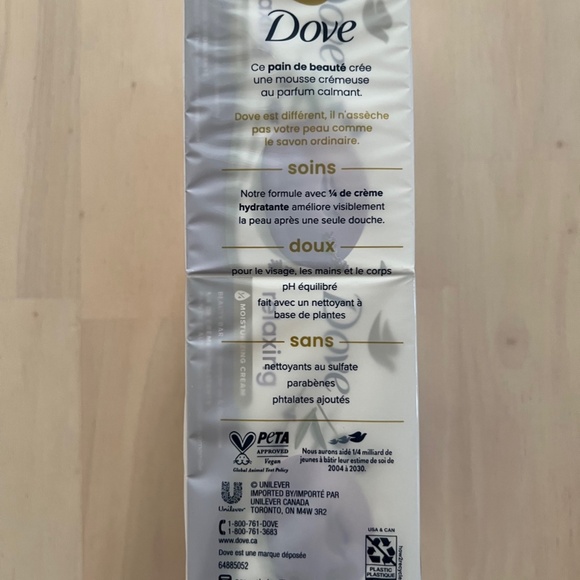 Dove
Ce pain de beauté crée
une mousse crémeuse
au parfum calmant.
Dove est différent, il n'assèche
pas votre peau comme
le savon ordinaire.
soins
Notre formule avec ¼ de crème
hydratante améliore visiblement
la peau après une seule douche.
doux
pour le visage, les mains et le corps
pH équilibré
fait avec un nettoyant à
base de plantes
sans
nettoyants au sulfate
parabènes
phtalates ajoutés
relaxing
Dove
MOISTURIZING CREAM
PeTA
APPROVED
Vegan
Global Animal Test Policy
Nous aurons aidé 1/4 milliard de
jeunes à bâtir leur estime de soi de
2004 à 2030.
Unilever
© UNILEVER
IMPORTED BY/IMPORTÉ PAR
UNILEVER CANADA
TORONTO, ON M4W 3R2
1-800-761-DOVE
1-800-761-3683
www.dove.ca
Dove est une marque déposée
64885052
USA & CAN
PLASTIC
PLASTIQUE